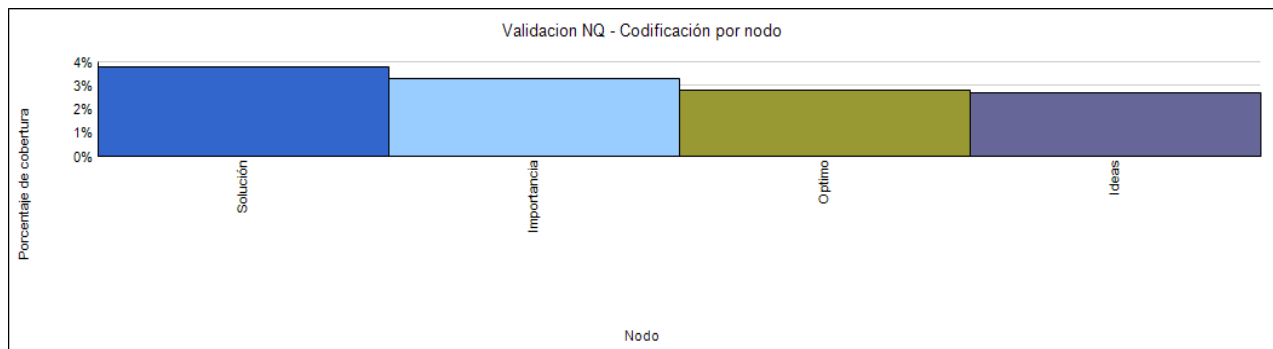 Validacion NQ - Codificación por nodo
Porcentaje de cobertura
4%
3%
2%
1%
0%
Solución
Importancia
Optimo
Ideas
Nodo